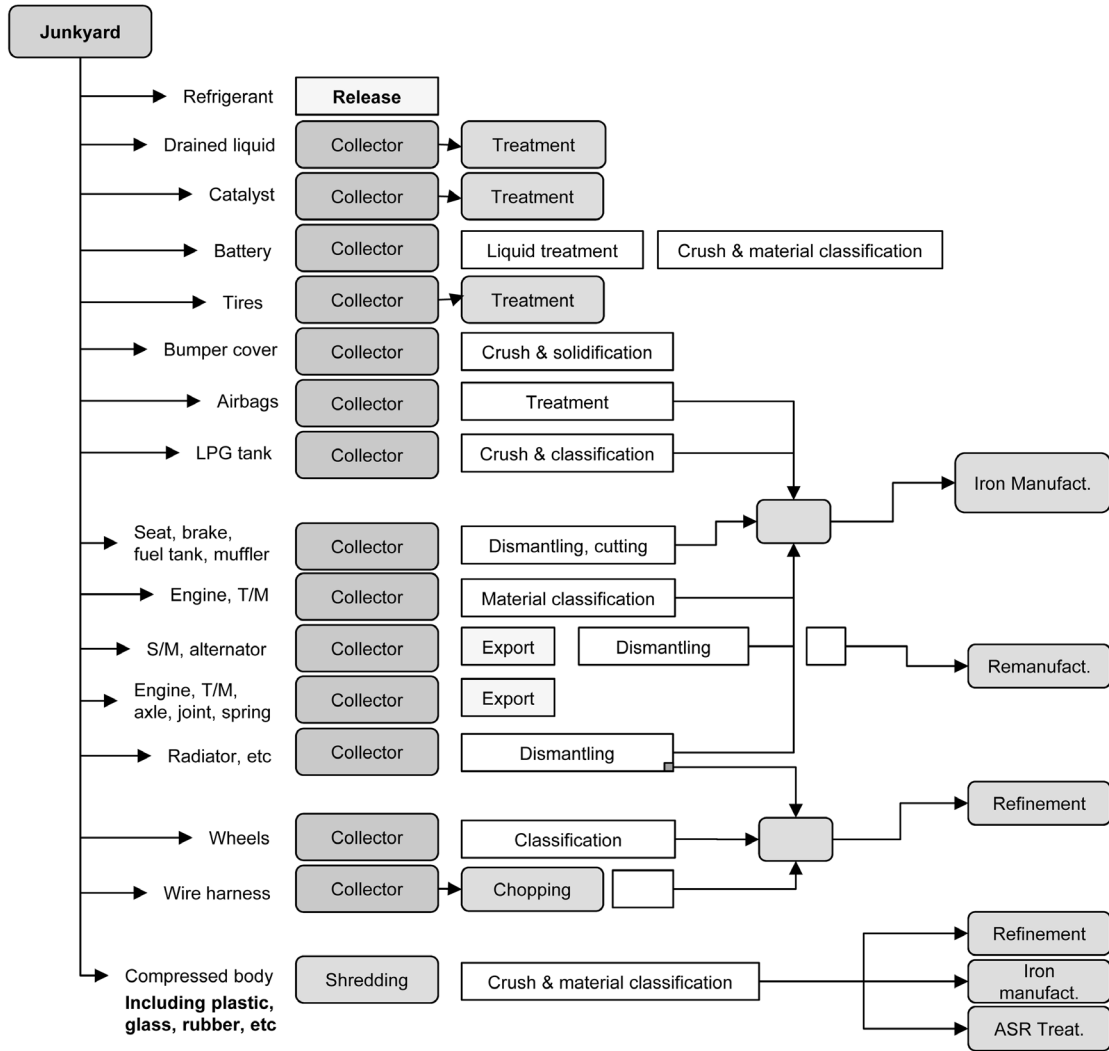 Junkyard
Refrigerant
Release
Drained liquid
Collector
Treatment
Catalyst
Collector
Treatment
Battery
Collector
Liquid treatment
Crush & material classification
Tires
Collector
Treatment
Bumper cover
Collector
Crush & solidification
Airbags
Collector
Treatment
LPG tank
Collector
Crush & classification
Iron Manufact.
Seat, brake,
fuel tank, muffler
Collector
Dismantling, cutting
Engine, T/M
Collector
Material classification
S/M, alternator
Collector
Export
Dismantling
Remanufact.
Engine, T/M,
axle, joint, spring
Collector
Export
Radiator, etc
Collector
Dismantling
Refinement
Wheels
Collector
Classification
Wire harness
Collector
Chopping
Refinement
Compressed body
Including plastic,
glass, rubber, etc
Shredding
Crush & material classification
Iron
manufact.
ASR Treat.